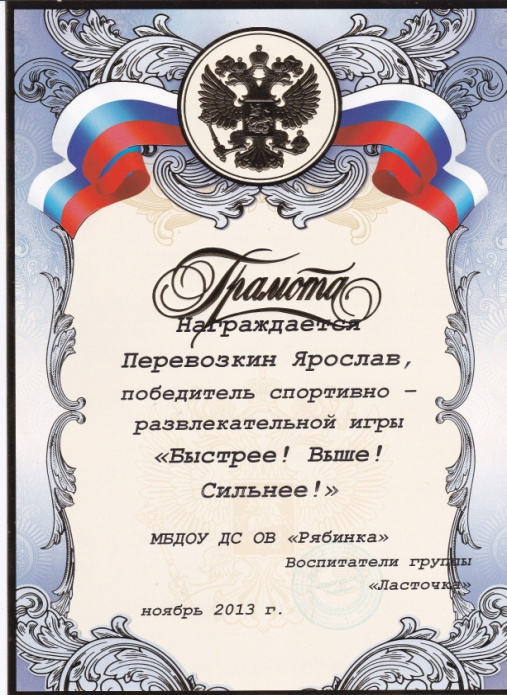 Грамота
Награждается
Перевозкин Ярослав,
победитель спортивно –
развлекательной игры
«Быстрее! Выше!
Сильнее!»
МБДОУ ДС ОВ «Рябинка»
Воспитатели группы
«Ласточка»
ноябрь 2013 г.